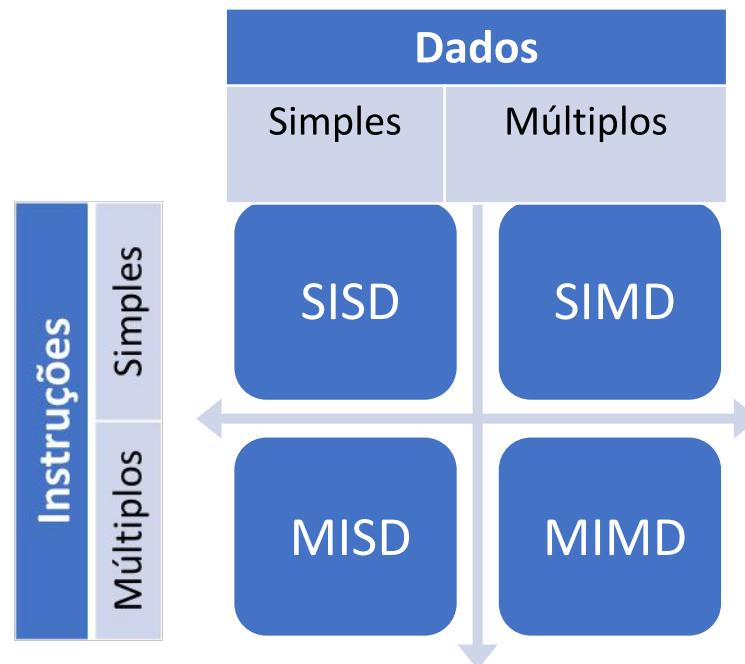 Dados
Simples
Múltiplos
Instruções
Simples
Múltiplos
SISD
SIMD
MISD
MIMD